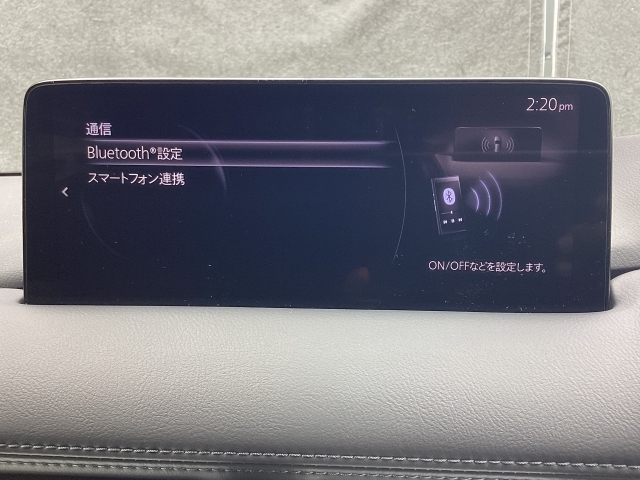 2:20pm
通信
Bluetooth®設定
スマートフォン連携
ON/OFFなどを設定します。